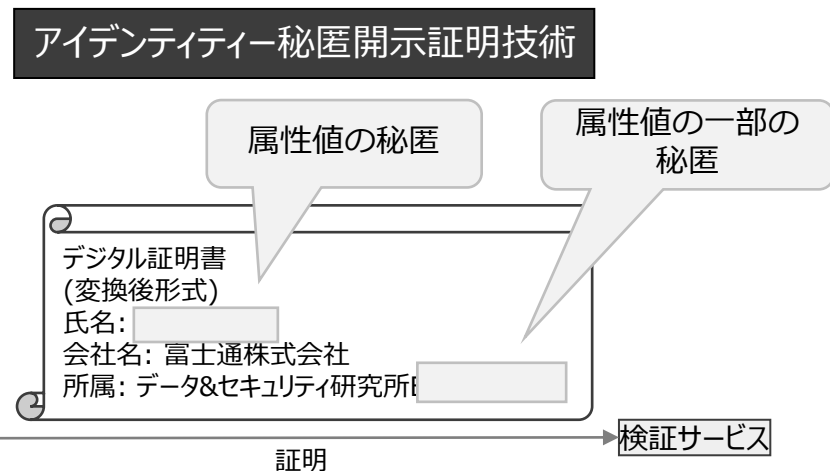 アイデンティティー秘匿開示証明技術
属性値の秘匿
属性値の一部の
秘匿
デジタル証明書
(変換後形式)
氏名:
会社名: 富士通株式会社
所属: データ&セキュリティ研究所
検証サービス
証明